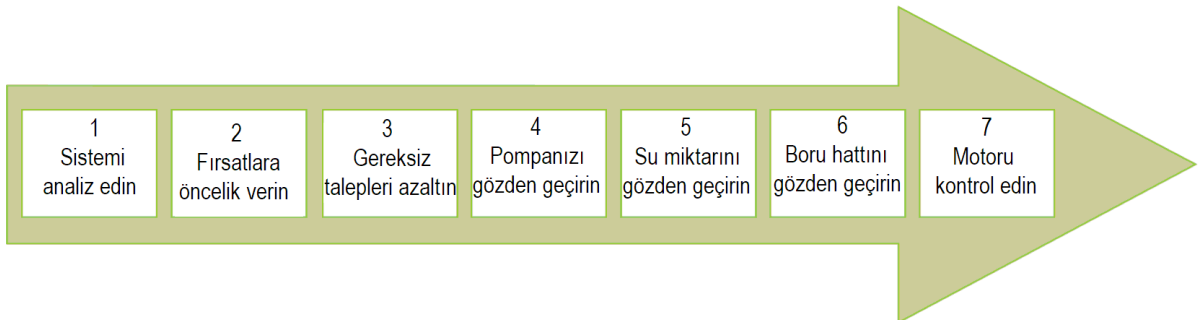 1
Sistemi
analiz edin
2
Fırsatlara
öncelik verin
3
Gereksiz
talepleri azaltın
4
Pompanızı
gözden geçirin
5
Su miktarını
gözden geçirin
6
Boru hattını
gözden geçirin
7
Motoru
kontrol edin